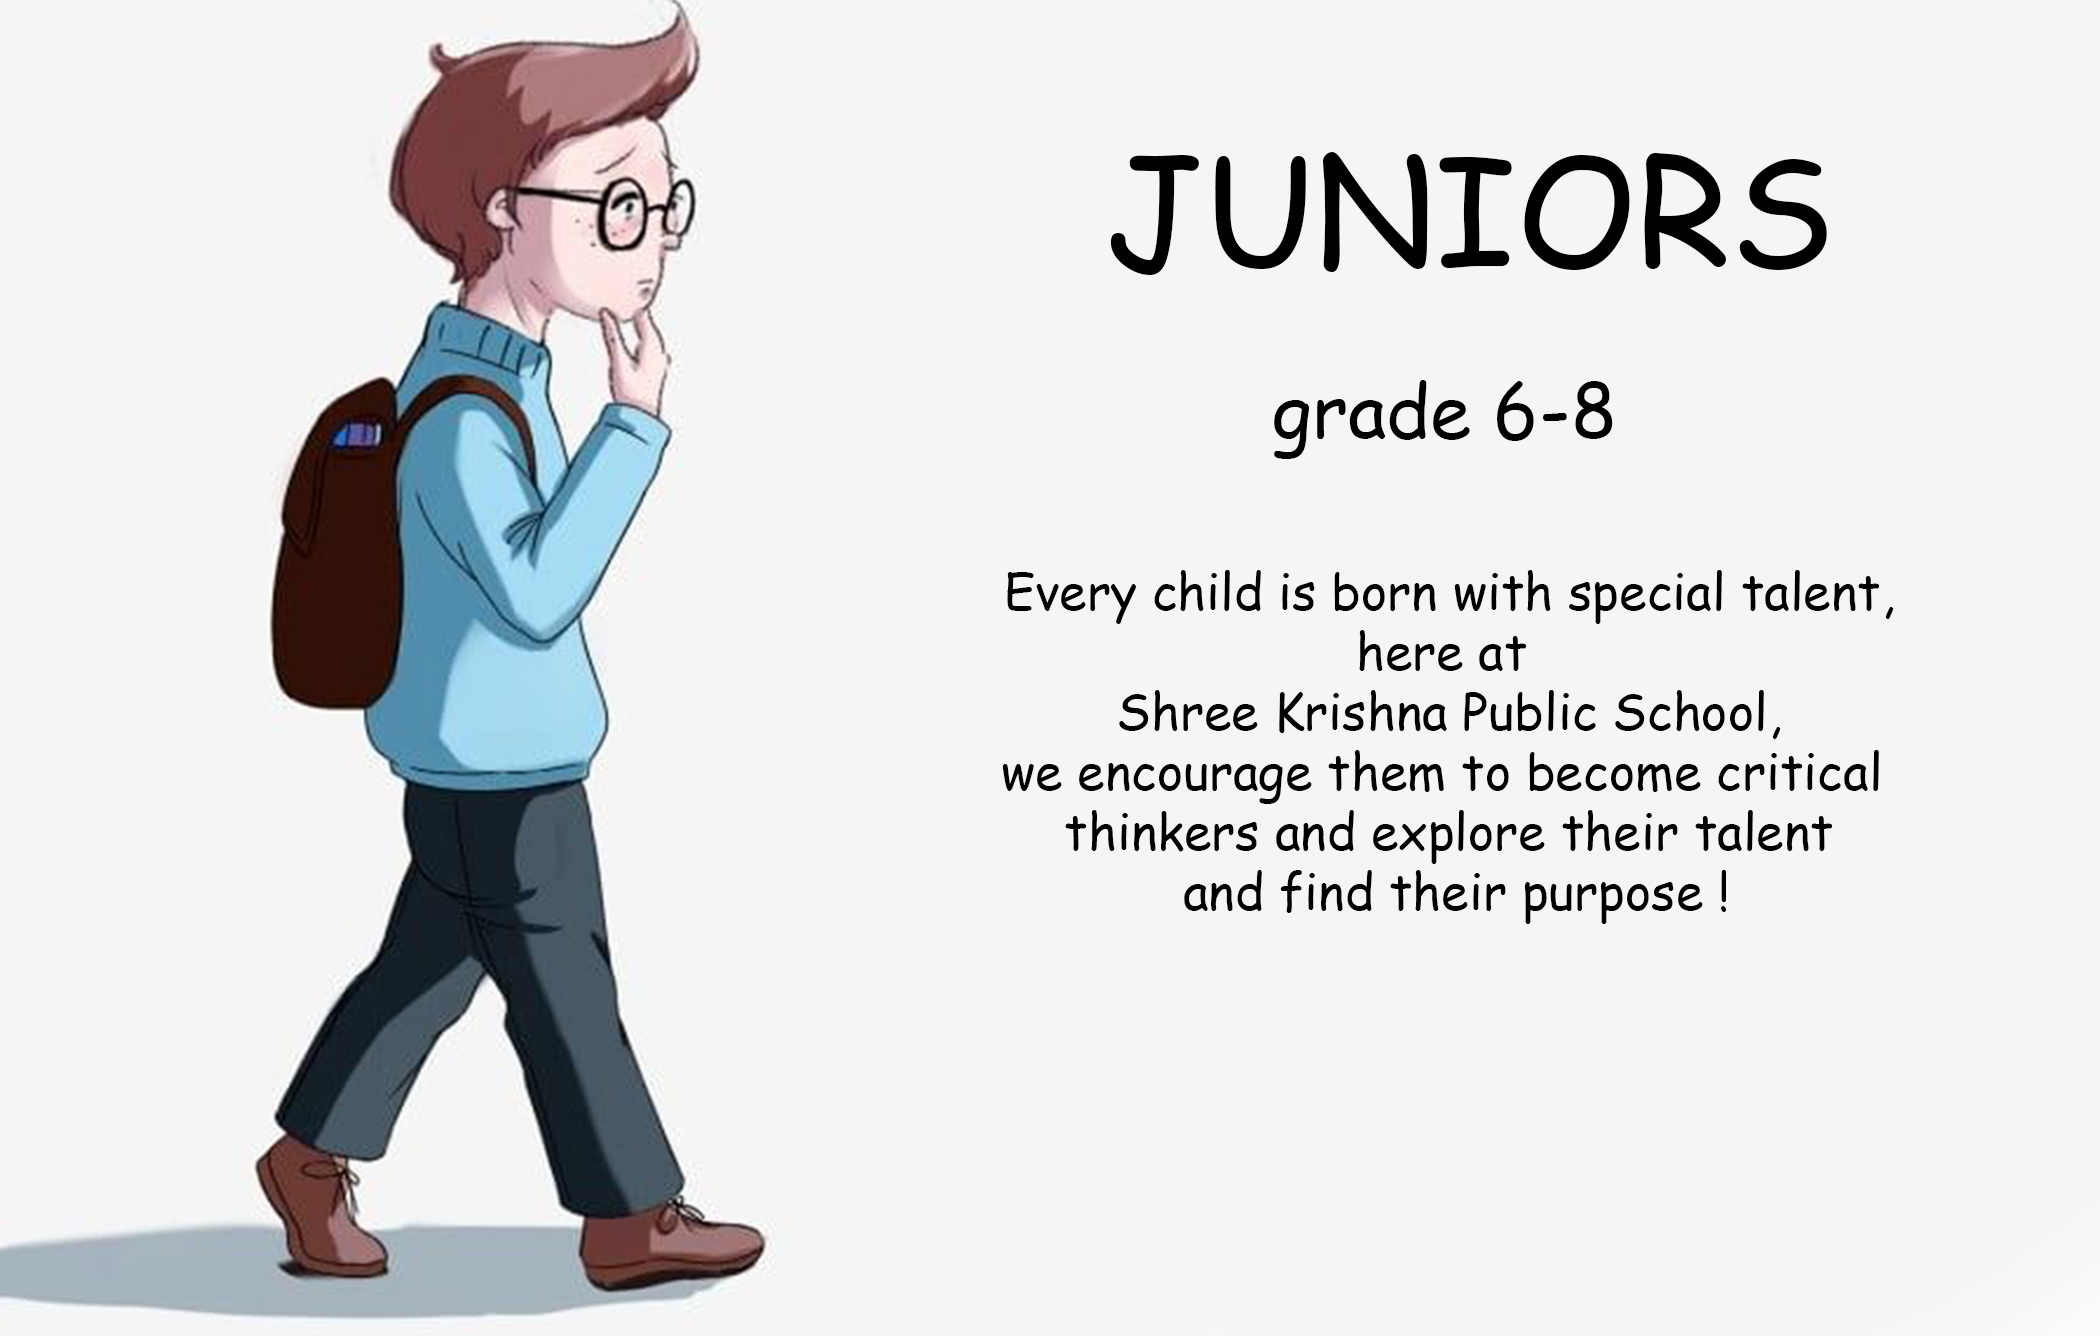 JUNIORS
grade 6-8
Every child is born with special talent,
here at
Shree Krishna Public School,
we encourage them to become critical
thinkers and explore their talent
and find their purpose !